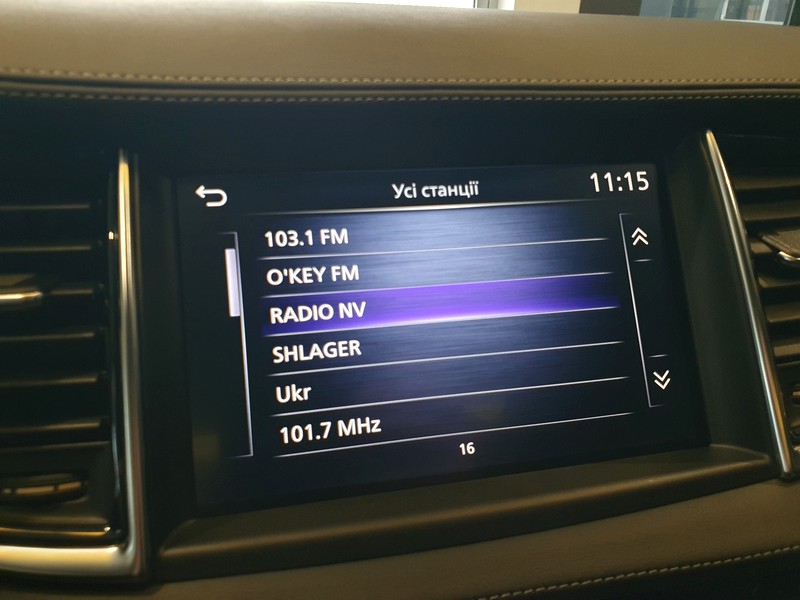 Усі станції
11:15
103.1 FM
O'KEY FM
RADIO NV
SHLAGER
Ukr
101.7 MHz
16